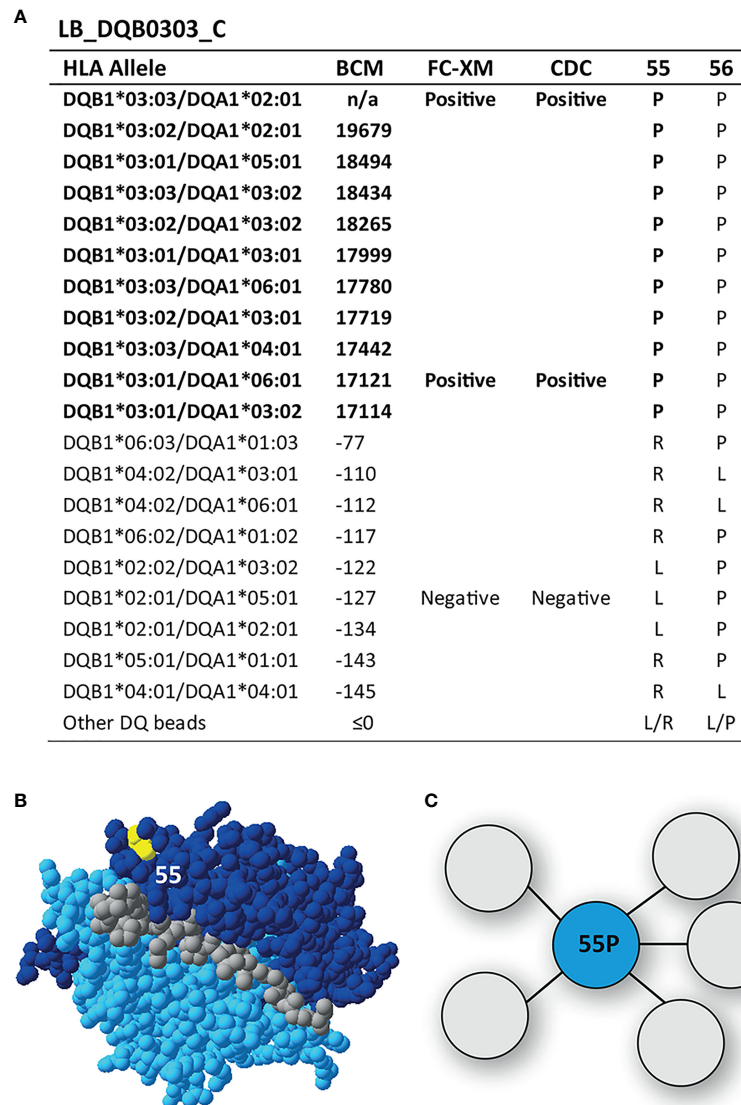 A
LB_DQB0303_C
HLA Allele BCM FC-XM CDC 55 56
DQB1*03:03/DQA1*02:01 n/a Positive Positive P P
DQB1*03:02/DQA1*02:01 19679 P P
DQB1*03:01/DQA1*05:01 18494 P P
DQB1*03:03/DQA1*03:02 18434 P P
DQB1*03:02/DQA1*03:02 18265 P P
DQB1*03:01/DQA1*03:01 17999 P P
DQB1*03:03/DQA1*06:01 17780 P P
DQB1*03:02/DQA1*03:01 17719 P P
DQB1*03:03/DQA1*04:01 17442 P P
DQB1*03:01/DQA1*06:01 17121 Positive Positive P P
DQB1*03:01/DQA1*03:02 17114 P P
DQB1*06:03/DQA1*01:03 -77 R P
DQB1*04:02/DQA1*03:01 -110 R L
DQB1*04:02/DQA1*06:01 -112 R L
DQB1*06:02/DQA1*01:02 -117 R P
DQB1*02:02/DQA1*03:02 -122 L P
DQB1*02:01/DQA1*05:01 -127 Negative Negative L P
DQB1*02:01/DQA1*02:01 -134 L P
DQB1*05:01/DQA1*01:01 -143 R P
DQB1*04:01/DQA1*04:01 -145 R L
Other DQ beads ≤0 L/R L/P
B
55
C
55P